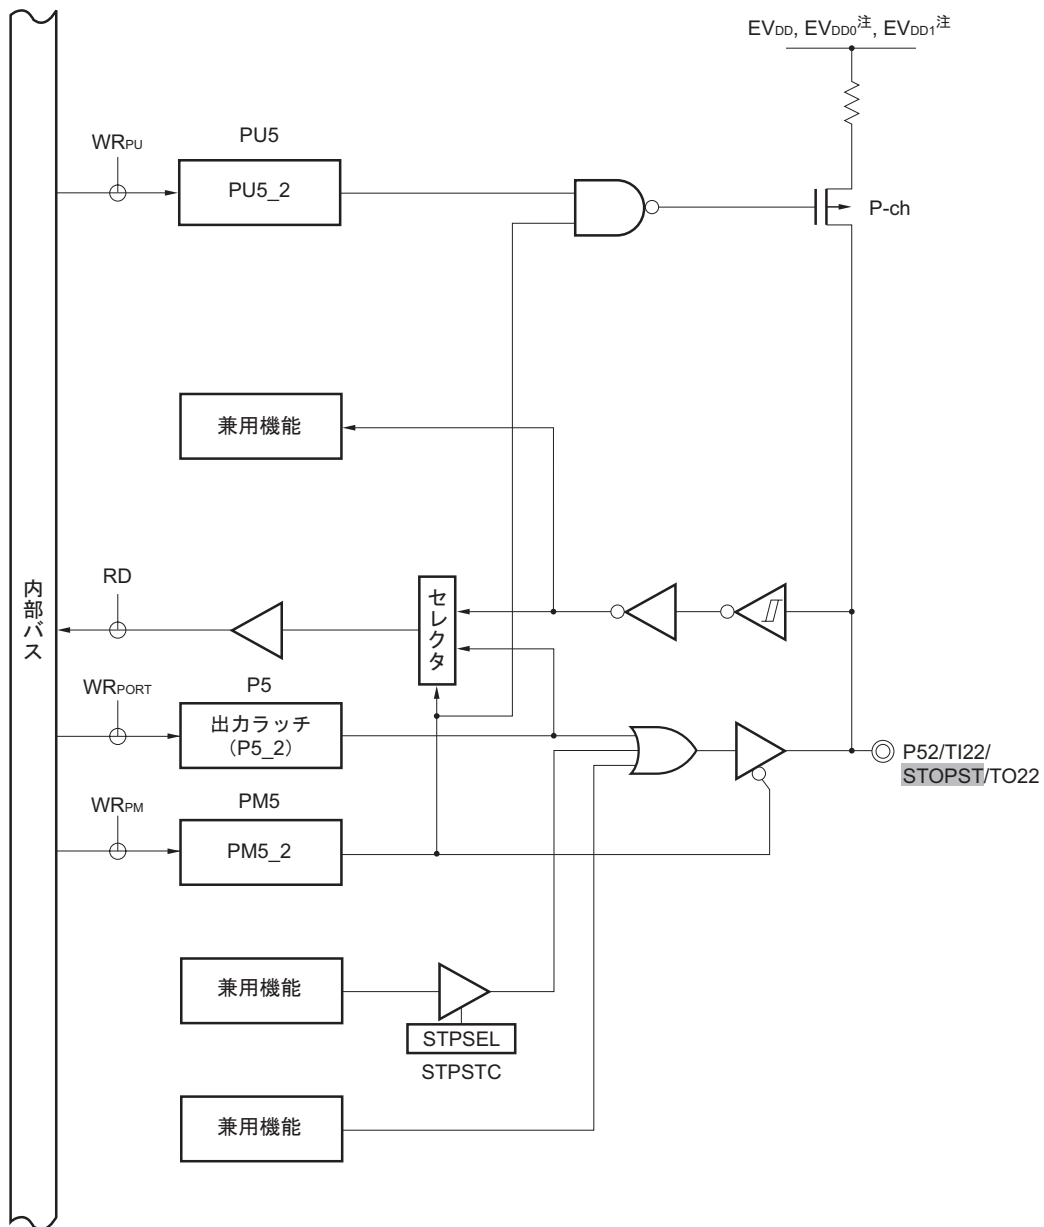 EVDD, EVDD0注, EVDD1注
WRPU
PU5
PU5_2
P-ch
兼用機能
内部バス
RD
セレクタ
WRPORT
P5
出力ラッチ
（P5_2）
P52/TI22/
STOPST/TO22
WRPM
PM5
PM5_2
兼用機能
STPSEL
STPSTC
兼用機能